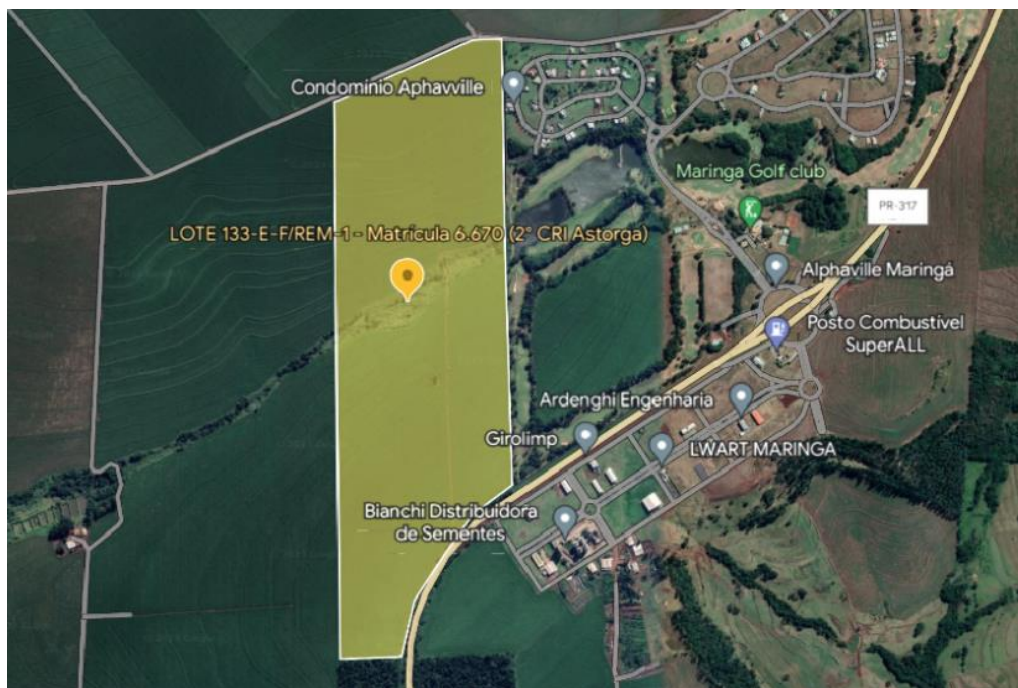 Condomínio Aphavville
Maringa Golf club
PR-317
LOTE 133-E-F/REM-1 - Matricula 6.670 (2° CRI Astorga)
Alphaville Maringá
Posto Combustível
SuperALL
Ardenghi Engenharia
Girolimp
LWART MARINGA
Bianchi Distribuidora
de Sementes